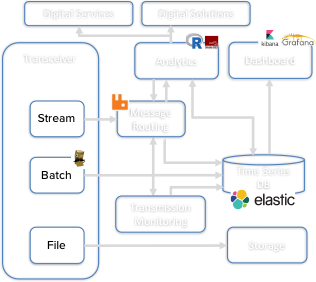 Digital Services
Digital Solutions
kibana
Grafana
Transceiver
R
Analytics
Dashboard
Stream
Message
Routing
Batch
Time Series
DB
elastic
Transmission
Monitoring
File
Storage